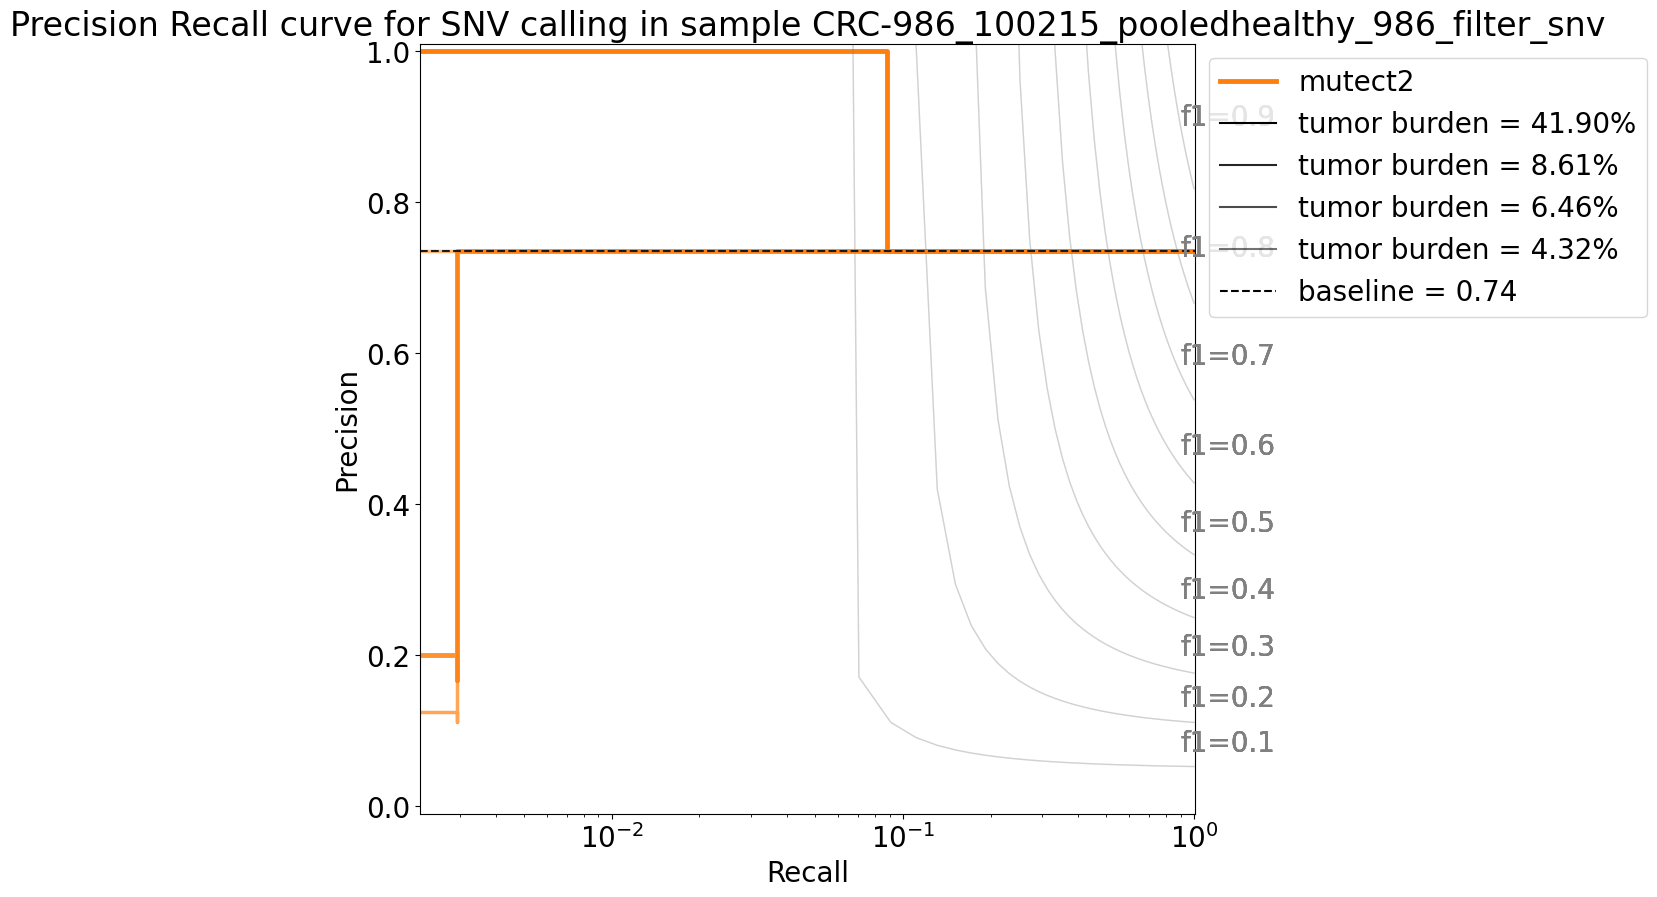 Precision Recall curve for SNV calling in sample CRC-986_100215_pooledhealthy_986_filter_snv
1.0
0.8
0.6
0.4
0.2
0.0
Precision
10⁻²
10⁻¹
10⁰
Recall
f1=0.9
f1=0.8
f1=0.7
f1=0.6
f1=0.5
f1=0.4
f1=0.3
f1=0.2
f1=0.1
mutect2
tumor burden = 41.90%
tumor burden = 8.61%
tumor burden = 6.46%
tumor burden = 4.32%
baseline = 0.74